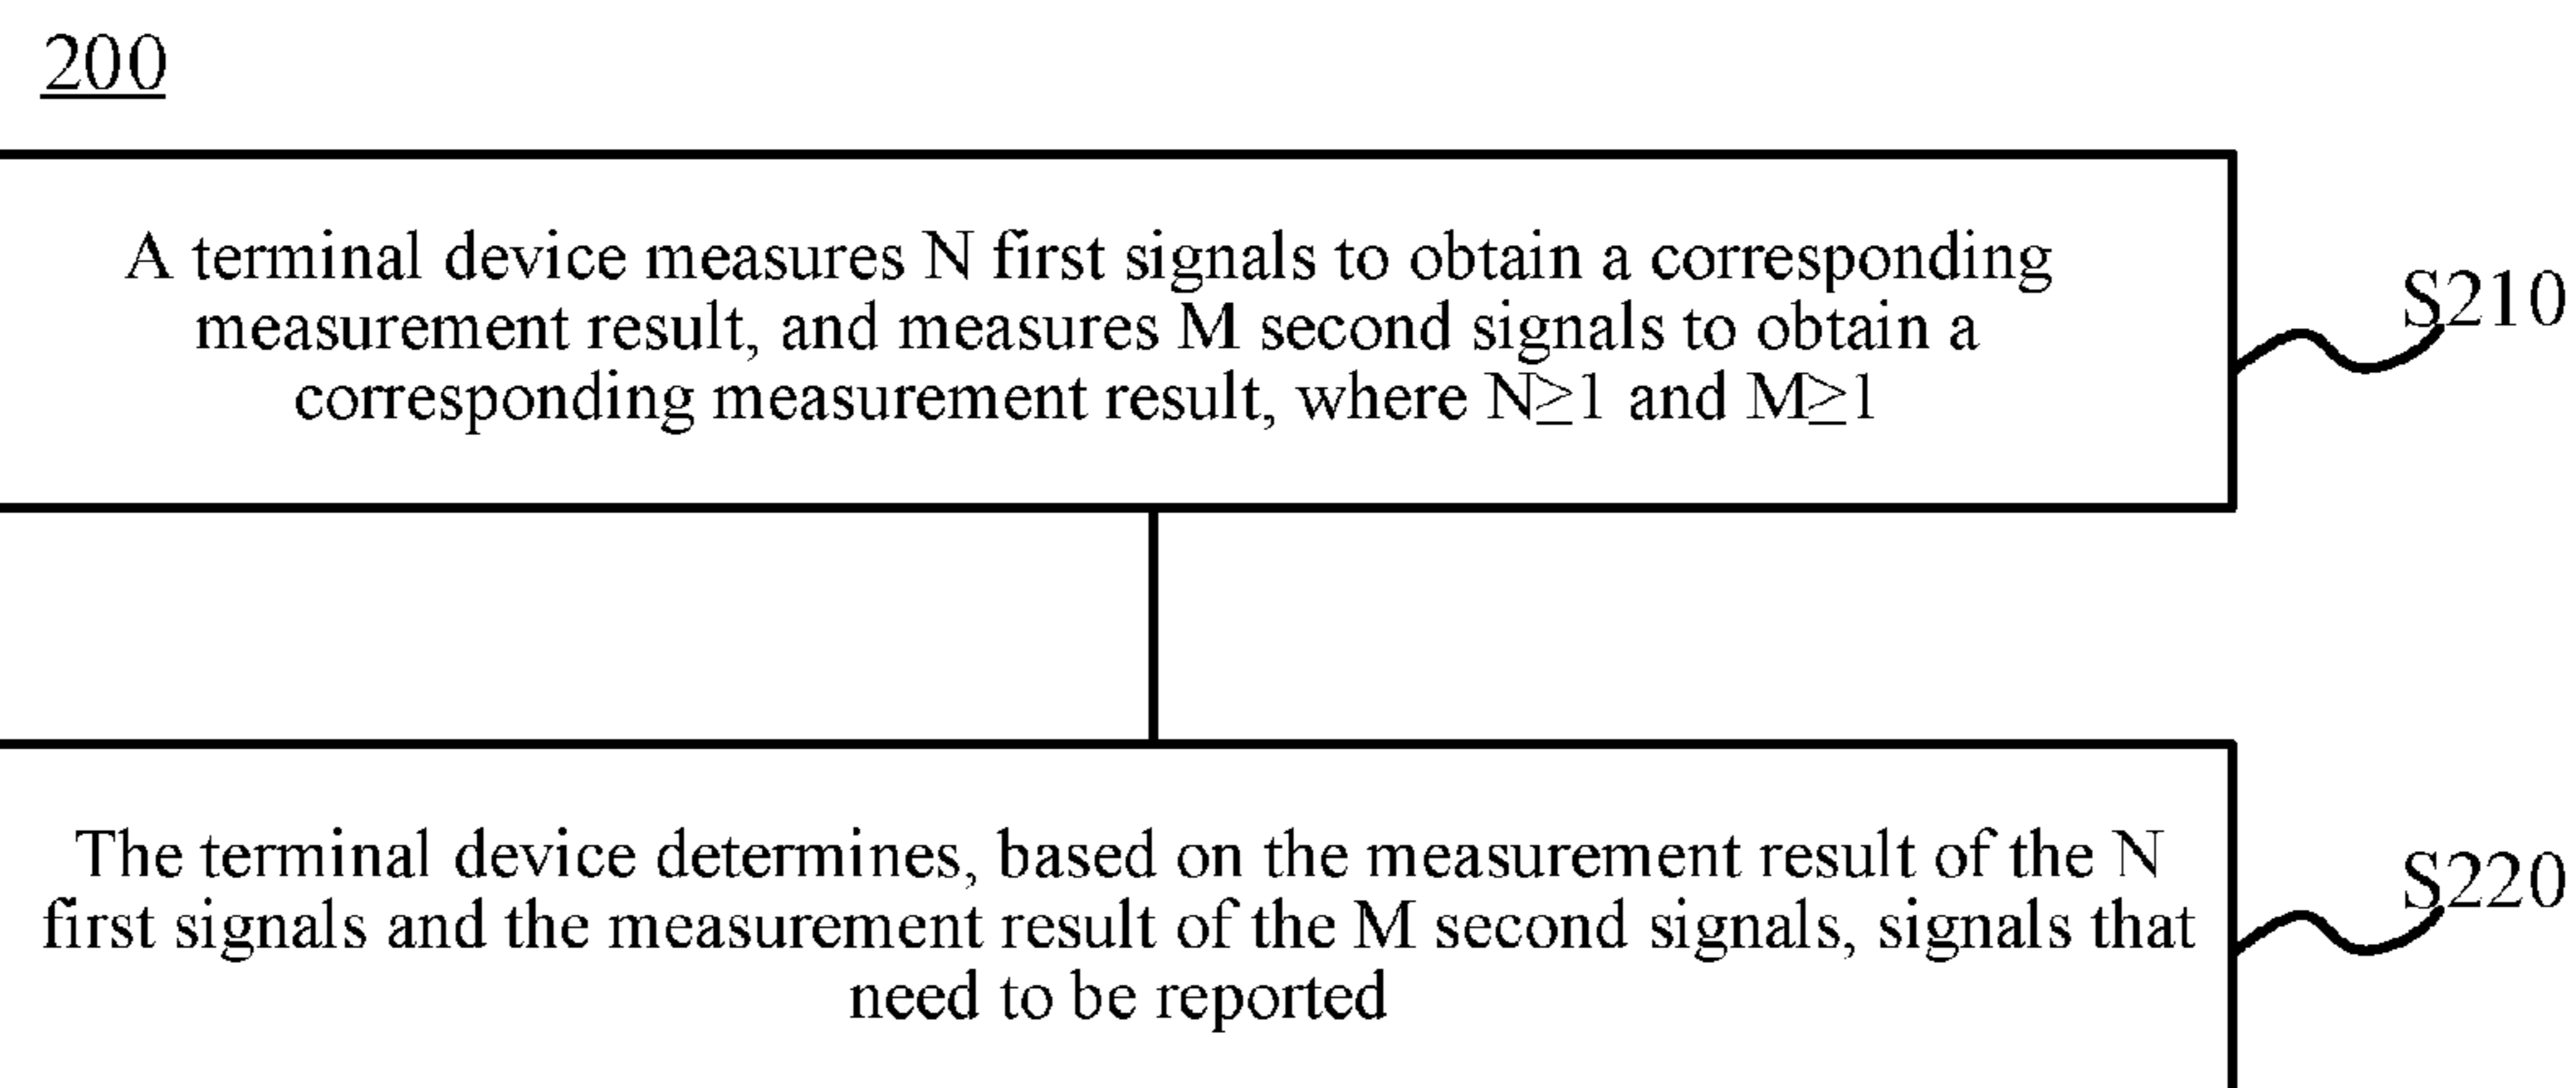 200
A terminal device measures N first signals to obtain a corresponding
measurement result, and measures M second signals to obtain a
corresponding measurement result, where N≥1 and M≥1
S210
The terminal device determines, based on the measurement result of the N
first signals and the measurement result of the M second signals, signals that
need to be reported
S220